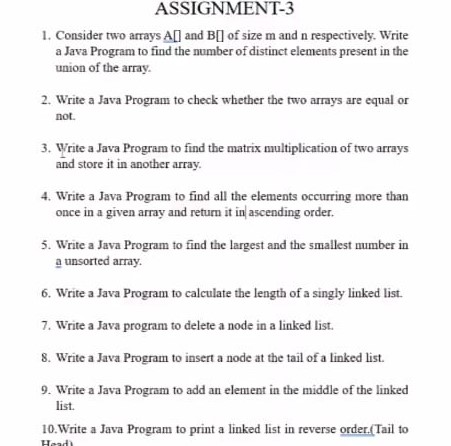 ASSIGNMENT-3
1. Consider two arrays A[] and B[] of size m and n respectively. Write
a Java Program to find the number of distinct elements present in the
union of the array.
2. Write a Java Program to check whether the two arrays are equal or
not.
3. Write a Java Program to find the matrix multiplication of two arrays
and store it in another array.
4. Write a Java Program to find all the elements occurring more than
once in a given array and return it in ascending order.
5. Write a Java Program to find the largest and the smallest number in
a unsorted array.
6. Write a Java Program to calculate the length of a singly linked list.
7. Write a Java program to delete a node in a linked list.
8. Write a Java Program to insert a node at the tail of a linked list.
9. Write a Java Program to add an element in the middle of the linked
list.
10.Write a Java Program to print a linked list in reverse order.(Tail to
Head)